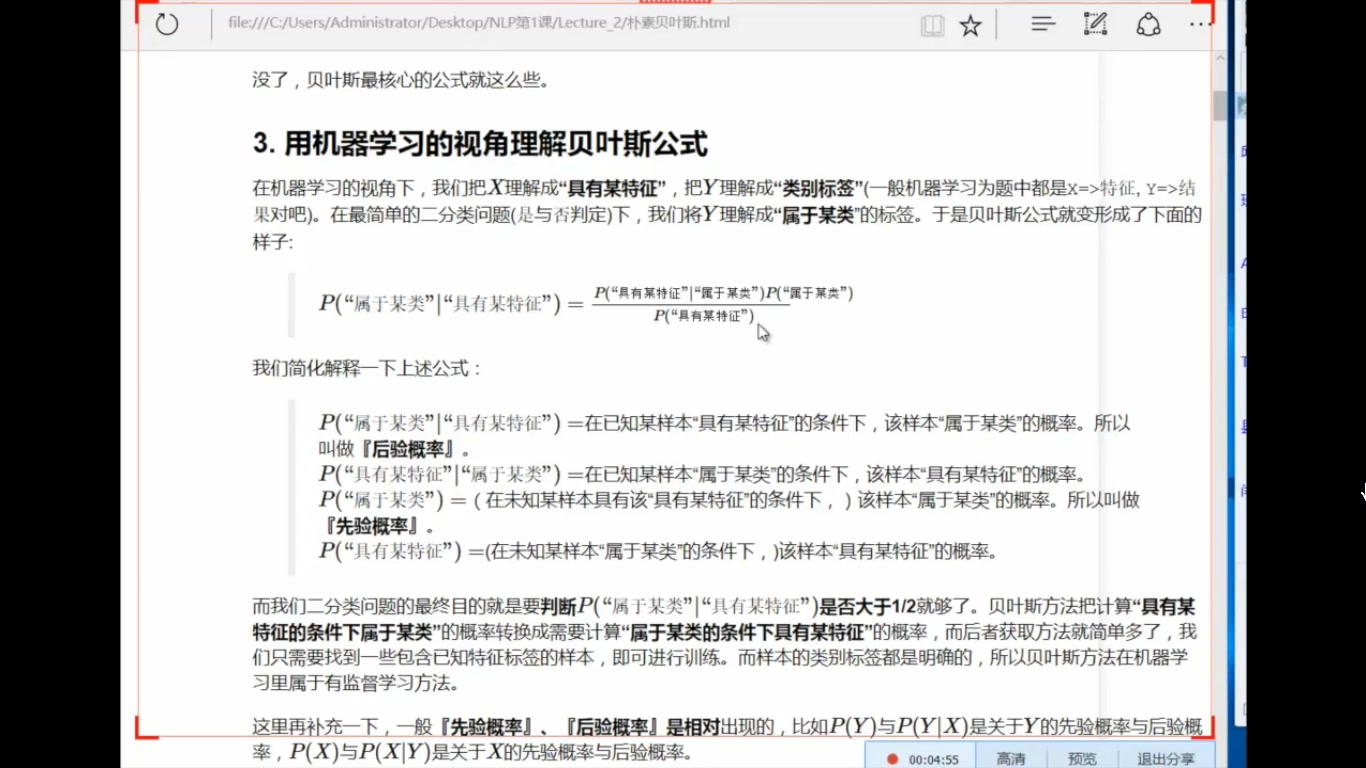 file:///C:/Users/Administrator/Desktop/NLP第1课/Lecture_2/朴素贝叶斯.html
没了，贝叶斯最核心的公式就这么些。
3. 用机器学习的视角理解贝叶斯公式
在机器学习的视角下，我们把X理解成“具有某特征”，把Y理解成“类别标签”(一般机器学习为题中都是X=>特征, Y=>结
果对吧)。在最简单的二分类问题(是与否判定)下，我们将Y理解成“属于某类”的标签。于是贝叶斯公式就变形成了下面的
样子:
P(“属于某类”|“具有某特征”) = P(“具有某特征”|“属于某类”)P(“属于某类”)
P(“具有某特征”)
我们简化解释一下上述公式：
P(“属于某类”|“具有某特征”) =在已知某样本“具有某特征”的条件下，该样本“属于某类”的概率。所以
叫做『后验概率』。
P(“具有某特征”|“属于某类”) =在已知某样本“属于某类”的条件下，该样本“具有某特征”的概率。
P(“属于某类”) =（在未知某样本具有该“具有某特征”的条件下，）该样本“属于某类”的概率。所以叫做
『先验概率』。
P(“具有某特征”) =(在未知某样本“属于某类”的条件下，)该样本“具有某特征”的概率。
而我们二分类问题的最终目的就是要判断P(“属于某类”|“具有某特征”)是否大于1/2就够了。贝叶斯方法把计算“具有某
特征的条件下属于某类”的概率转换成需要计算“属于某类的条件下具有某特征”的概率，而后者获取方法就简单多了，我
们只需要找到一些包含已知特征标签的样本，即可进行训练。而样本的类别标签都是明确的，所以贝叶斯方法在机器学
习里属于有监督学习方法。
这里再补充一下，一般『先验概率』、『后验概率』是相对出现的，比如P(Y)与P(Y|X)是关于Y的先验概率与后验概
率，P(X)与P(X|Y)是关于X的先验概率与后验概率。
00:04:55 高清 预览 退出分享